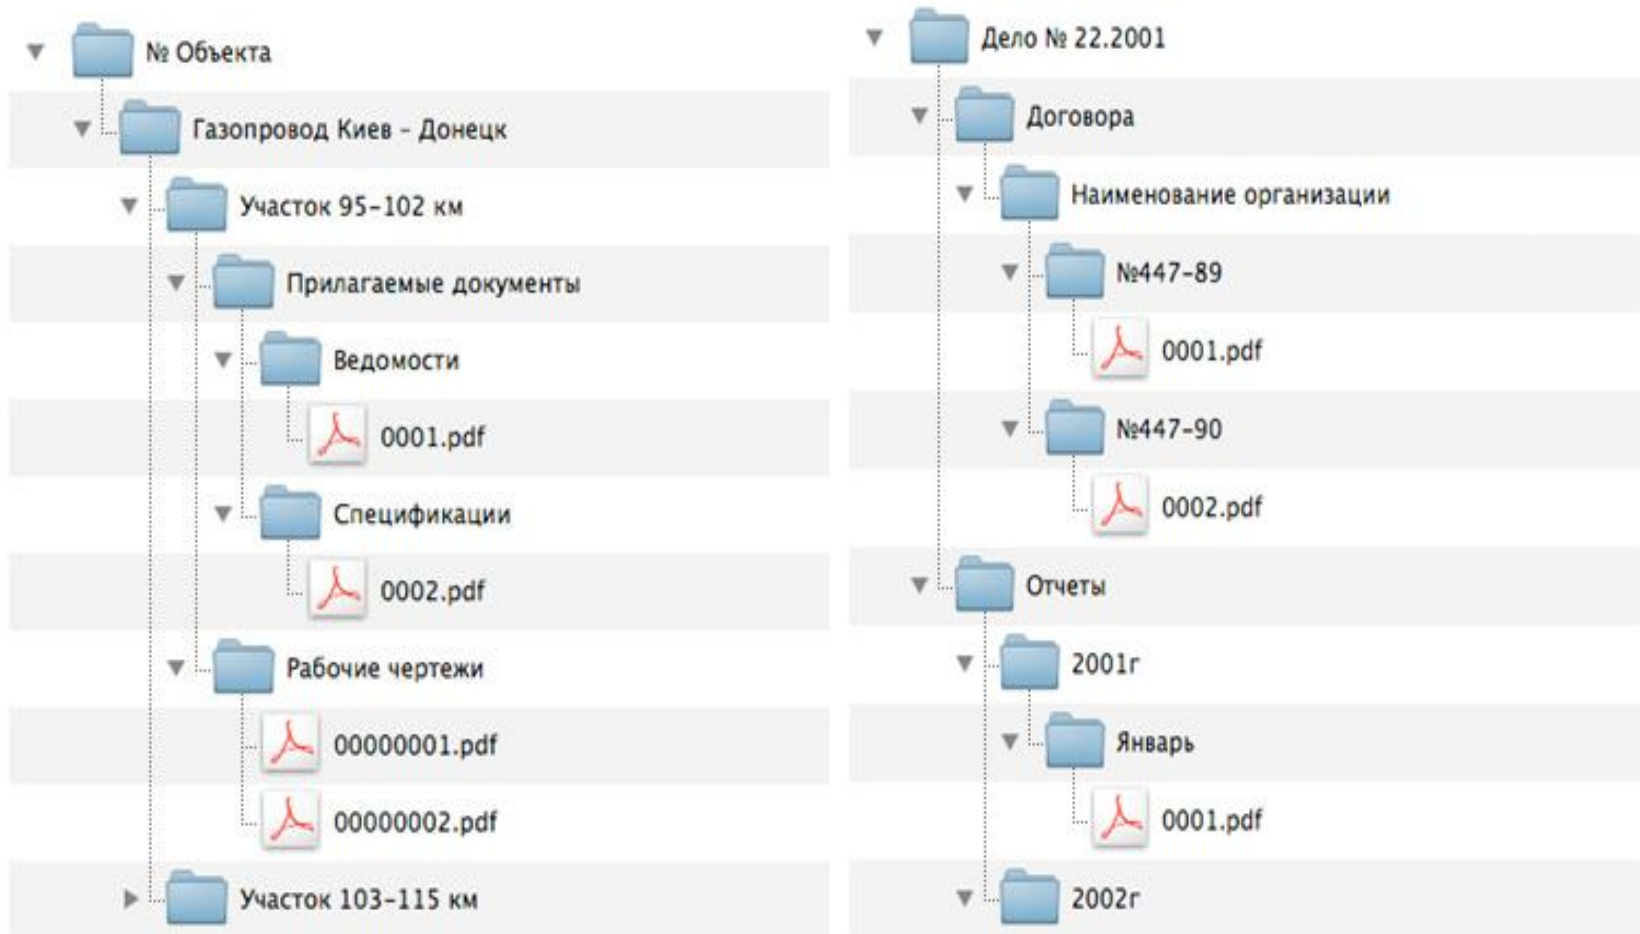 № Объекта
Газопровод Киев – Донецк
Участок 95–102 км
Прилагаемые документы
Ведомости
0001.pdf
Спецификации
0002.pdf
Рабочие чертежи
00000001.pdf
00000002.pdf
Участок 103–115 км
Дело № 22.2001
Договора
Наименование организации
№447–89
0001.pdf
№447–90
0002.pdf
Отчеты
2001г
Январь
0001.pdf
2002г